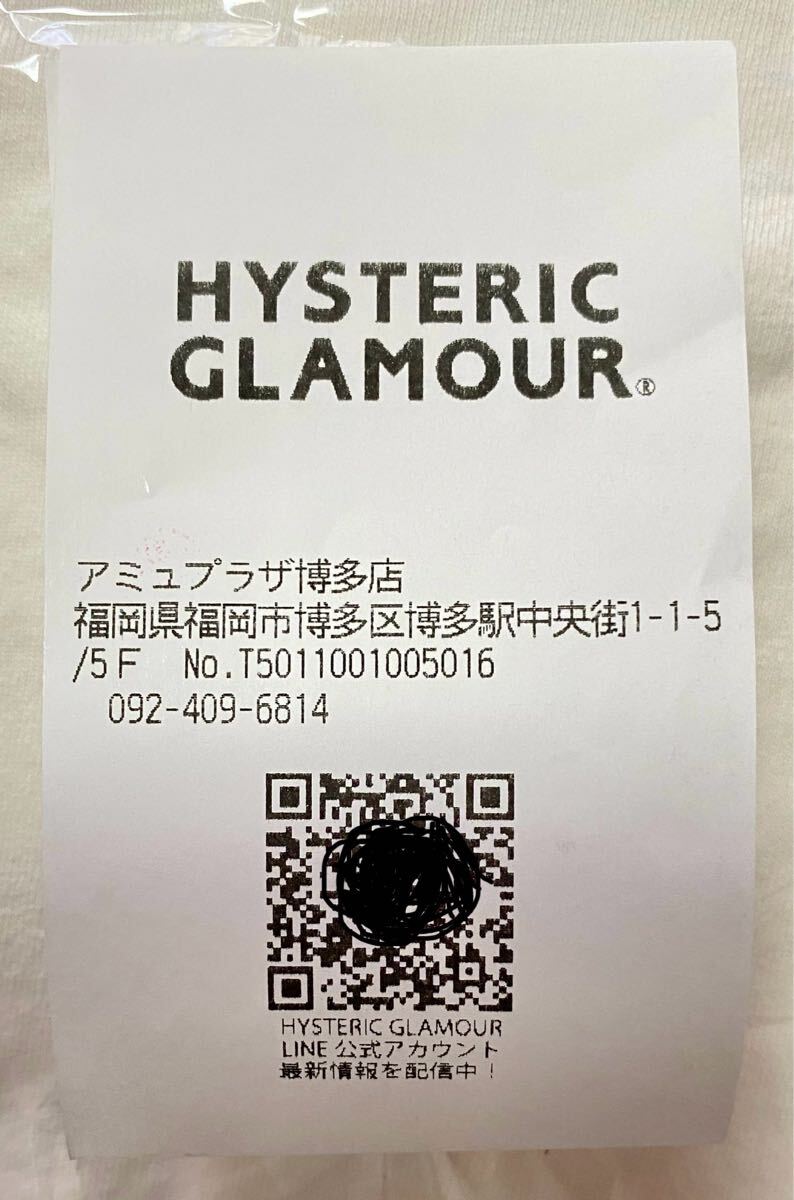 HYSTERIC
GLAMOUR®
アミュプラザ博多店
福岡県福岡市博多区博多駅中央街1-1-5
/5F No.T5011001005016
092-409-6814
HYSTERIC GLAMOUR
LINE 公式アカウント
最新情報を配信中！